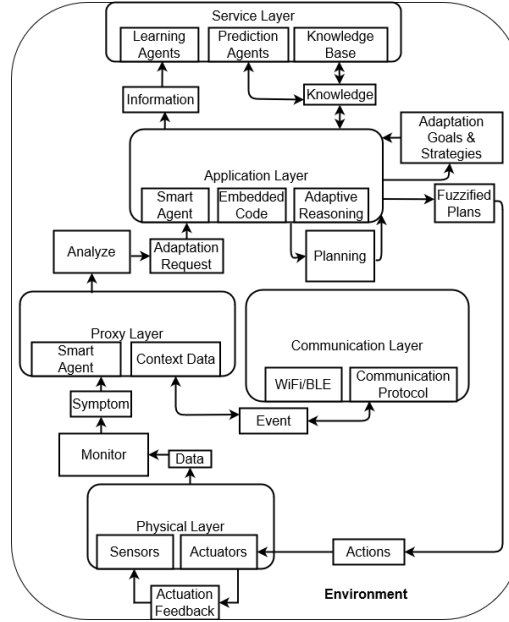 Service Layer
Learning
Agents
Prediction
Agents
Knowledge
Base
Information
Knowledge
Adaptation
Goals &
Strategies
Application Layer
Smart
Agent
Embedded
Code
Adaptive
Reasoning
Fuzzified
Plans
Analyze
Adaptation
Request
Planning
Proxy Layer
Smart
Agent
Context Data
Communication Layer
WiFi/BLE
Communication
Protocol
Symptom
Event
Monitor
Data
Physical Layer
Sensors
Actuators
Actions
Actuation
Feedback
Environment